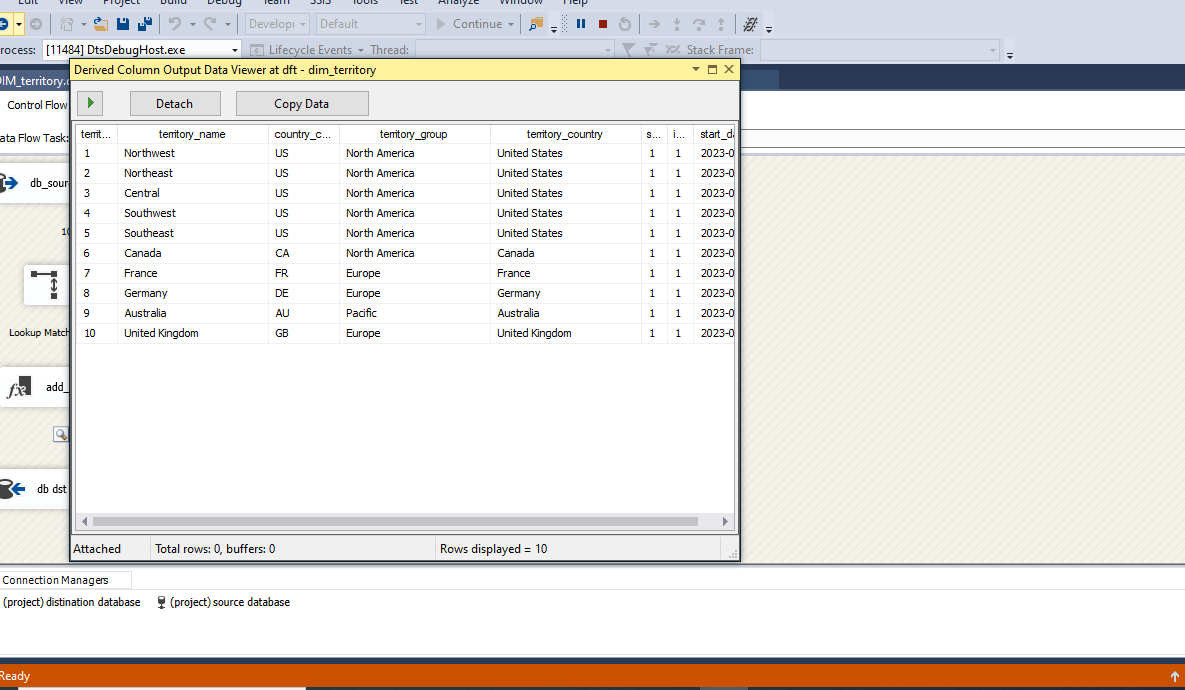 Edit View Project Build Debug Team SSIS Tools Test Analyze Window Help
Develop Default Continue
rocess: [11484] DtsDebugHost.exe Lifecycle Events Thread: Stack Frame:
DIM_territory.
Derived Column Output Data Viewer at dft - dim_territory
Control Flow
Detach Copy Data
ata Flow Task:
territ... territory_name country_c... territory_group territory_country s... i... start_da
1 Northwest US North America United States 1 1 2023-0
2 Northeast US North America United States 1 1 2023-0
3 Central US North America United States 1 1 2023-0
4 Southwest US North America United States 1 1 2023-0
5 Southeast US North America United States 1 1 2023-0
6 Canada CA North America Canada 1 1 2023-0
7 France FR Europe France 1 1 2023-0
8 Germany DE Europe Germany 1 1 2023-0
9 Australia AU Pacific Australia 1 1 2023-0
10 United Kingdom GB Europe United Kingdom 1 1 2023-0
db_sour
10
Lookup Match
fx
add_
db dst
Attached Total rows: 0, buffers: 0 Rows displayed = 10
Connection Managers
(project) distination database (project) source database
Ready